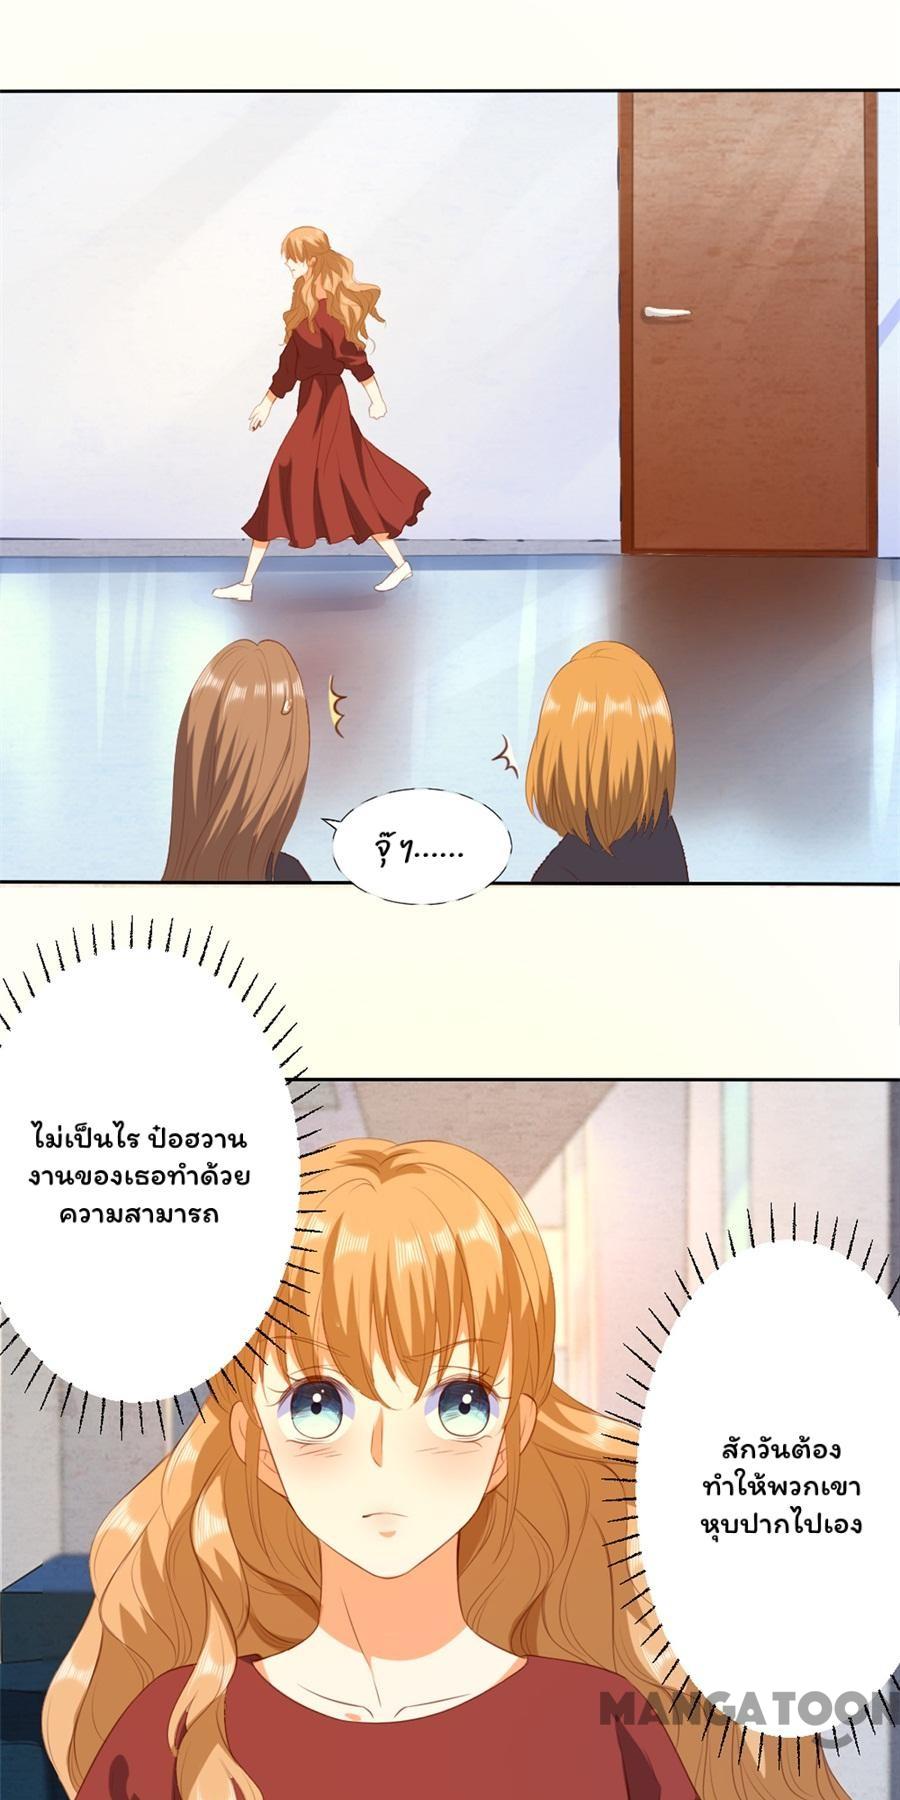 จุ๊ ๆ......
ไม่เป็นไร ป๋อฮวาน
งานของเธอทำด้วย
ความสามารถ
สักวันต้อง
ทำให้พวกเขา
หุบปากไปเอง
MANGATOON